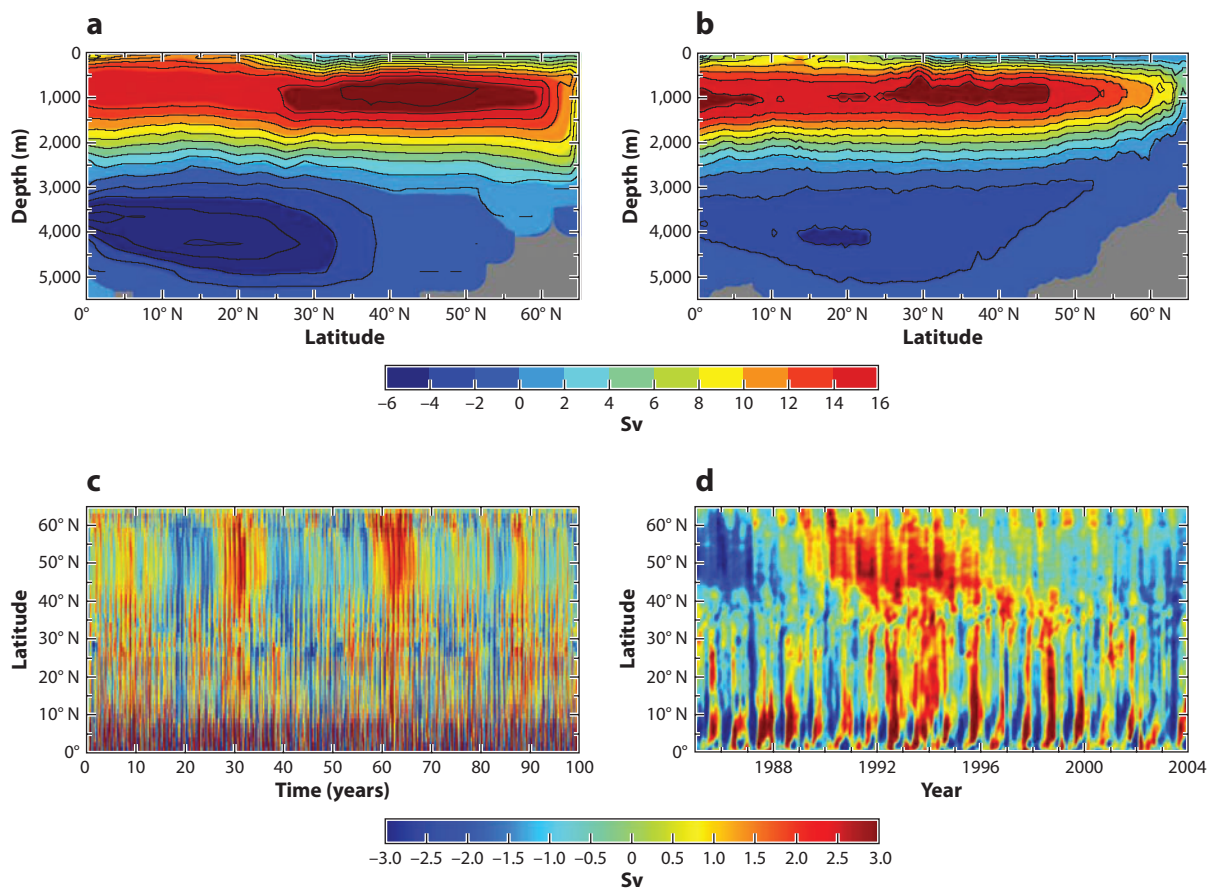 a
b
0
1,000
2,000
3,000
4,000
5,000
Depth (m)
0°
10° N
20° N
30° N
40° N
50° N
60° N
Latitude
0
1,000
2,000
3,000
4,000
5,000
Depth (m)
0°
10° N
20° N
30° N
40° N
50° N
60° N
Latitude
–6 –4 –2 0 2 4 6 8 10 12 14 16
Sv
c
d
60° N
50° N
40° N
30° N
20° N
10° N
0°
Latitude
0 10 20 30 40 50 60 70 80 90 100
Time (years)
60° N
50° N
40° N
30° N
20° N
10° N
0°
Latitude
1988 1992 1996 2000 2004
Year
–3.0 –2.5 –2.0 –1.5 –1.0 –0.5 0 0.5 1.0 1.5 2.0 2.5 3.0
Sv